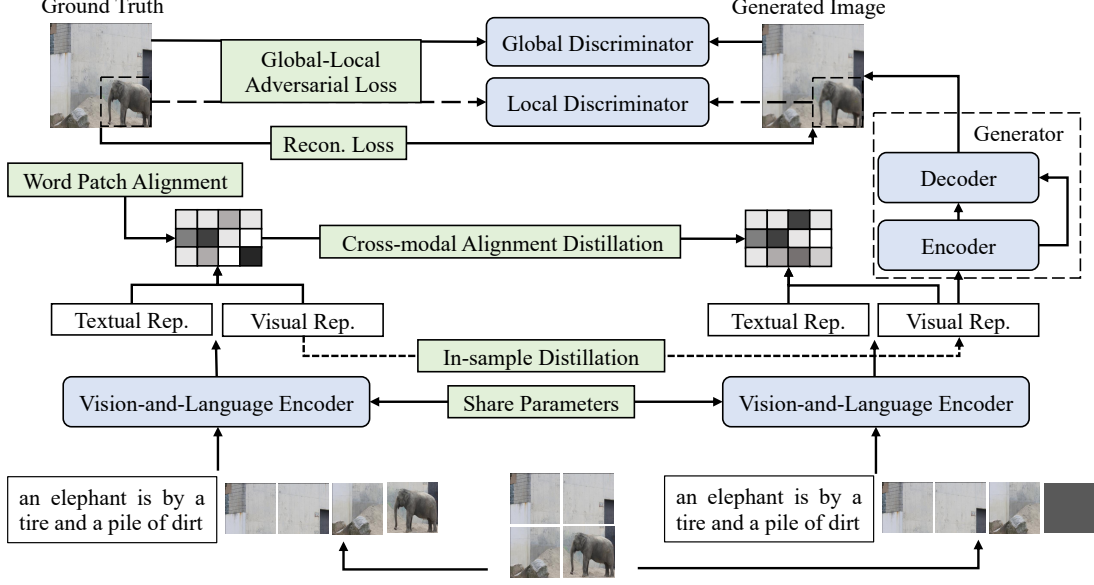 Ground Truth
Generated Image
Global-Local
Adversarial Loss
Global Discriminator
Local Discriminator
Recon. Loss
Generator
Decoder
Encoder
Word Patch Alignment
Cross-modal Alignment Distillation
Textual Rep.
Visual Rep.
Textual Rep.
Visual Rep.
In-sample Distillation
Vision-and-Language Encoder
Share Parameters
Vision-and-Language Encoder
an elephant is by a
tire and a pile of dirt
an elephant is by a
tire and a pile of dirt